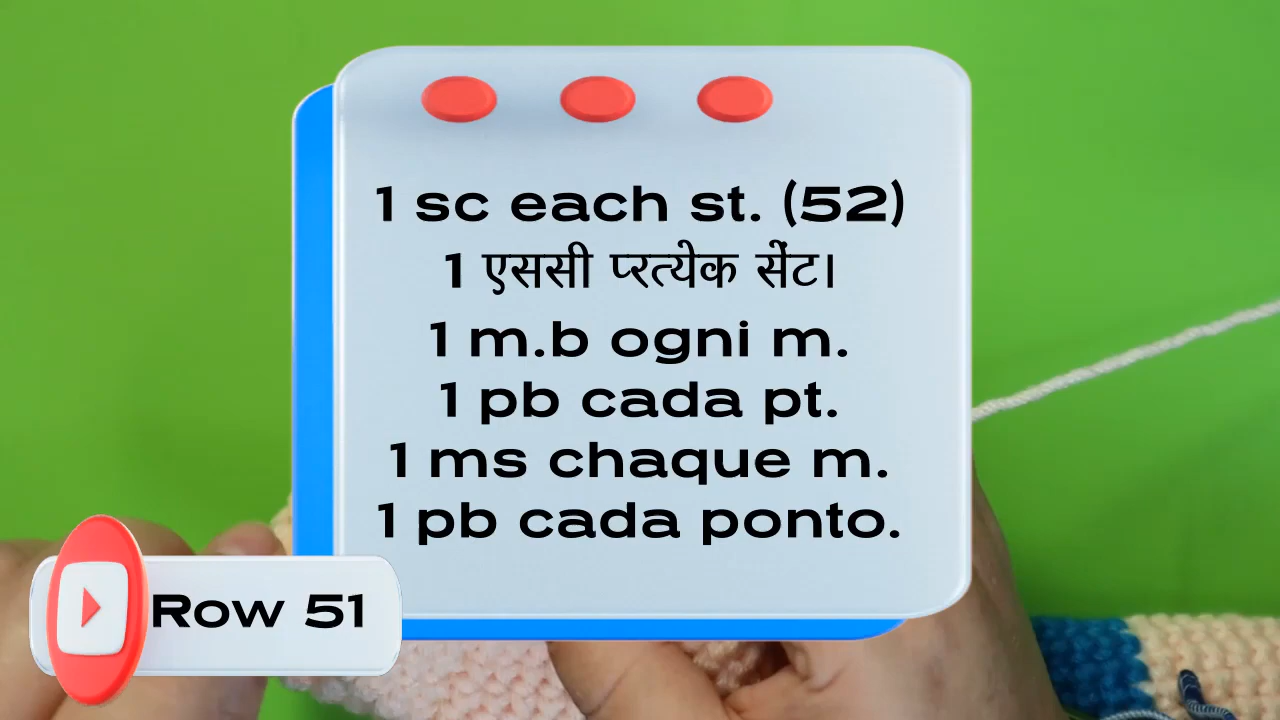 1 sc each st. (52)
1 एससी प्रत्येक सेंट।
1 m.b ogni m.
1 pb cada pt.
1 ms chaque m.
1 pb cada ponto.
Row 51